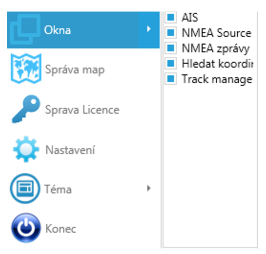 Okna
Správa map
Sprava Licence
Nastavení
Téma
Konec
AIS
NMEA Source
NMEA zprávy
Hledat koordin
Track manage